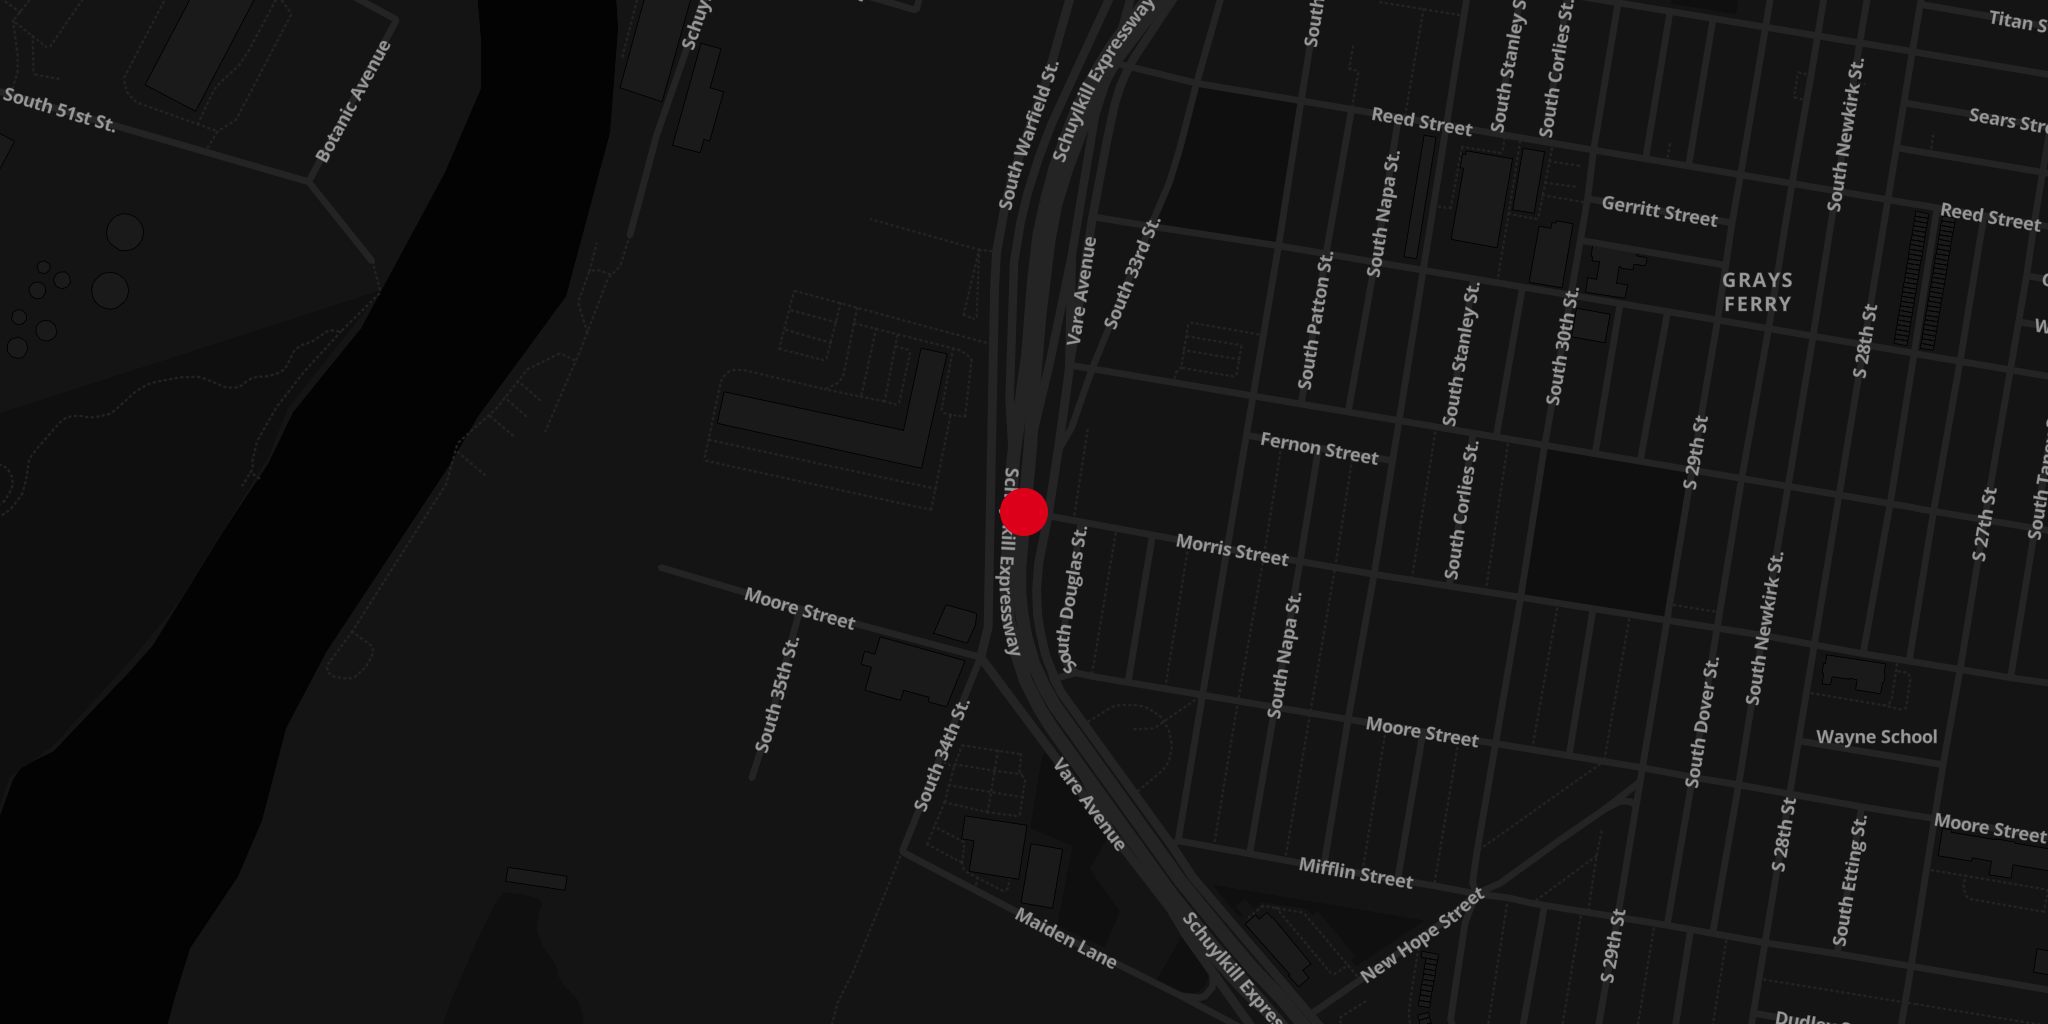 Titan S
South 51st St.
Botanic Avenue
Schuy
South Warfield St.
Schuylkill Expressway
South
South Stanley S
South Corlies St.
Reed Street
South Newkirk St.
Sears Stre
South Napa St.
Gerritt Street
Reed Street
Vare Avenue
South 33rd St.
South Patton St.
GRAYS
FERRY
South Stanley St.
South 30th St.
S 28th St
W
Fernon Street
South Corlies St.
S 29th St
S 27th St
Morris Street
South Douglas St.
Moore Street
South 35th St.
South Napa St.
South Newkirk St.
South Dover St.
South 34th St.
Moore Street
Wayne School
Vare Avenue
Moore Street
S 28th St
South Etting St.
Mifflin Street
Maiden Lane
New Hope Street
S 29th St
Schuylkill Expres